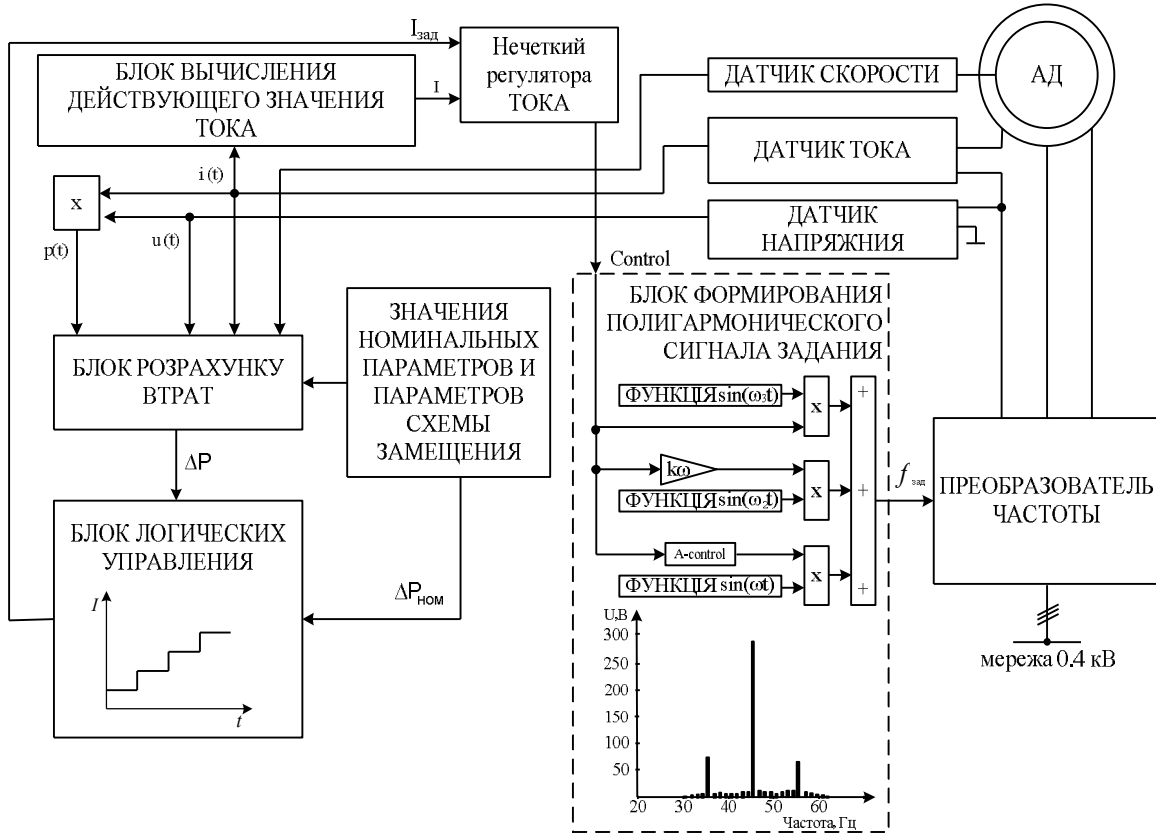 Iзад
Нечеткий
регулятора
ТОКА
БЛОК ВЫЧИСЛЕНИЯ
ДЕЙСТВУЮЩЕГО ЗНАЧЕНИЯ
ТОКА
I
ДАТЧИК СКОРОСТИ
АД
ДАТЧИК ТОКА
ДАТЧИК
НАПРЯЖНИЯ
x
i(t)
u(t)
p(t)
Control
БЛОК РОЗРАХУНКУ
ВТРАТ
ЗНАЧЕНИЯ
НОМИНАЛЬНЫХ
ПАРАМЕТРОВ И
ПАРАМЕТРОВ
СХЕМЫ
ЗАМЕЩЕНИЯ
БЛОК ФОРМИРОВАНИЯ
ПОЛИГАРМОНИЧЕСКОГО
СИГНАЛА ЗАДАНИЯ
ФУНКЦІЯ sin(ω₃t)
x
+
kω
ФУНКЦІЯ sin(ω₂t)
x
+
A-control
ФУНКЦІЯ sin(ωt)
x
+
f зад
ПРЕОБРАЗОВАТЕЛЬ
ЧАСТОТЫ
мережа 0.4 кВ
ΔP
БЛОК ЛОГИЧЕСКИХ
УПРАВЛЕНИЯ
I
t
ΔPНОМ
U,В
300
250
200
150
100
50
20 30 40 50 60
Частота, Гц